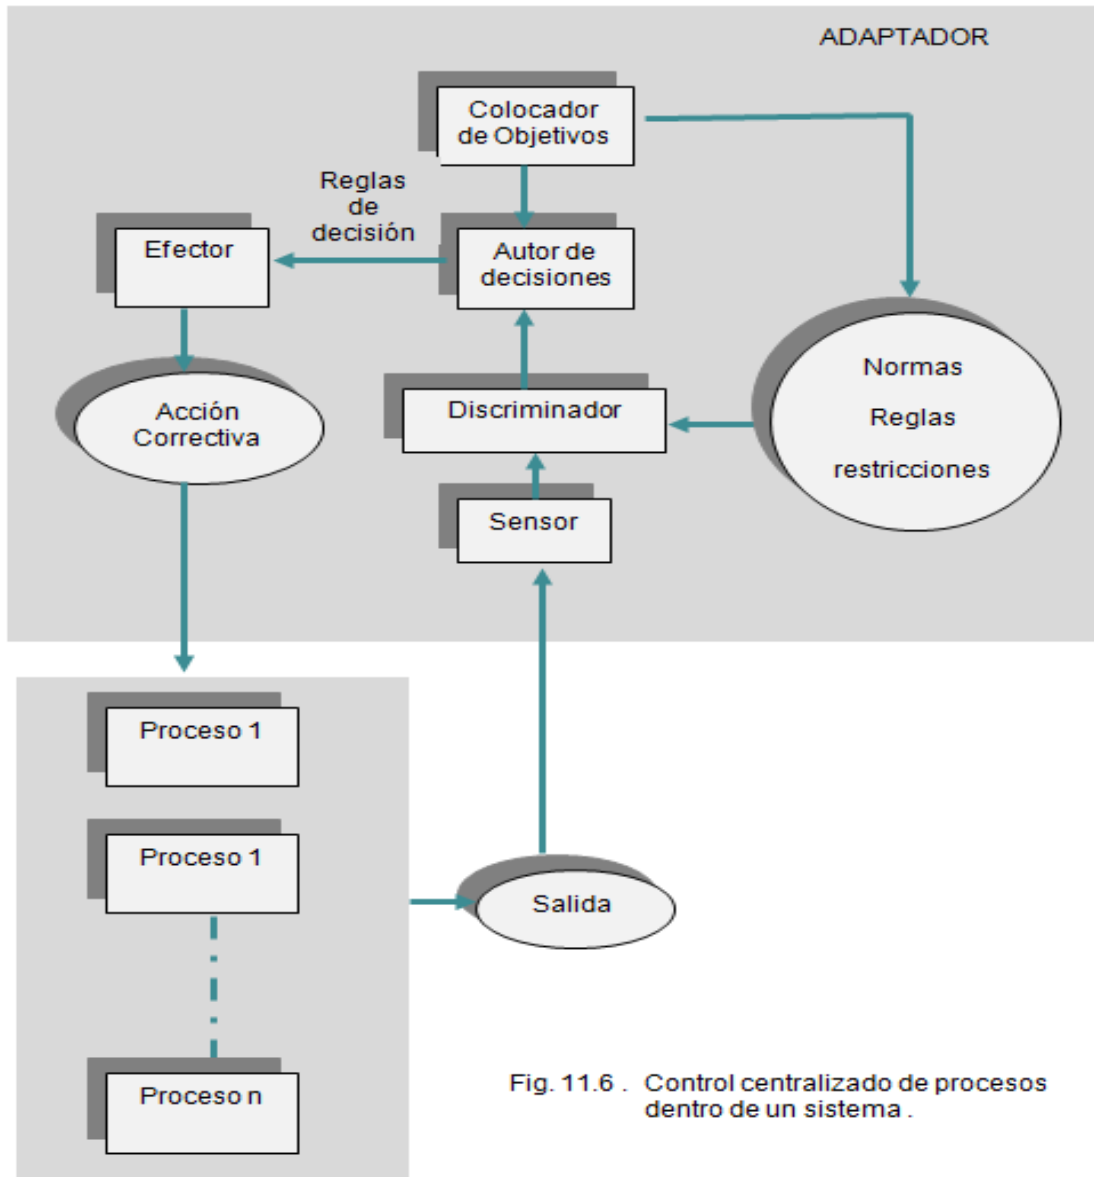 ADAPTADOR
Colocador
de Objetivos
Reglas
de
decisión
Efector
Autor de
decisiones
Normas
Reglas
restricciones
Acción
Correctiva
Discriminador
Sensor
Proceso 1
Proceso 1
Salida
Proceso n
Fig. 11.6 . Control centralizado de procesos
dentro de un sistema .